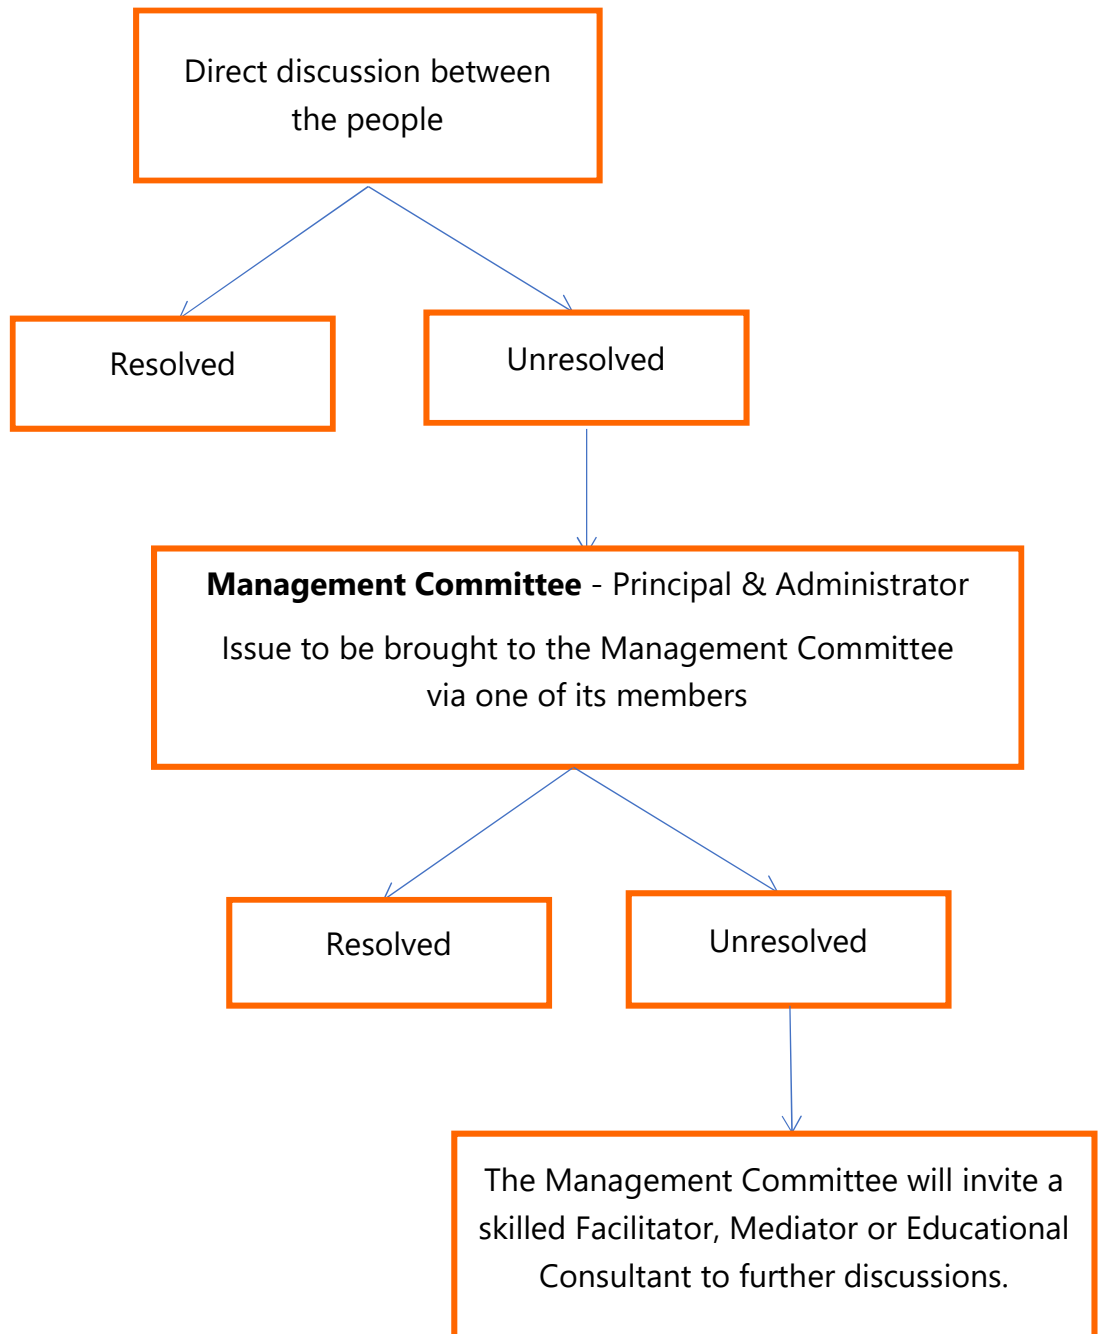 Direct discussion between
the people
Resolved
Unresolved
Management Committee - Principal & Administrator
Issue to be brought to the Management Committee
via one of its members
Resolved
Unresolved
The Management Committee will invite a
skilled Facilitator, Mediator or Educational
Consultant to further discussions.